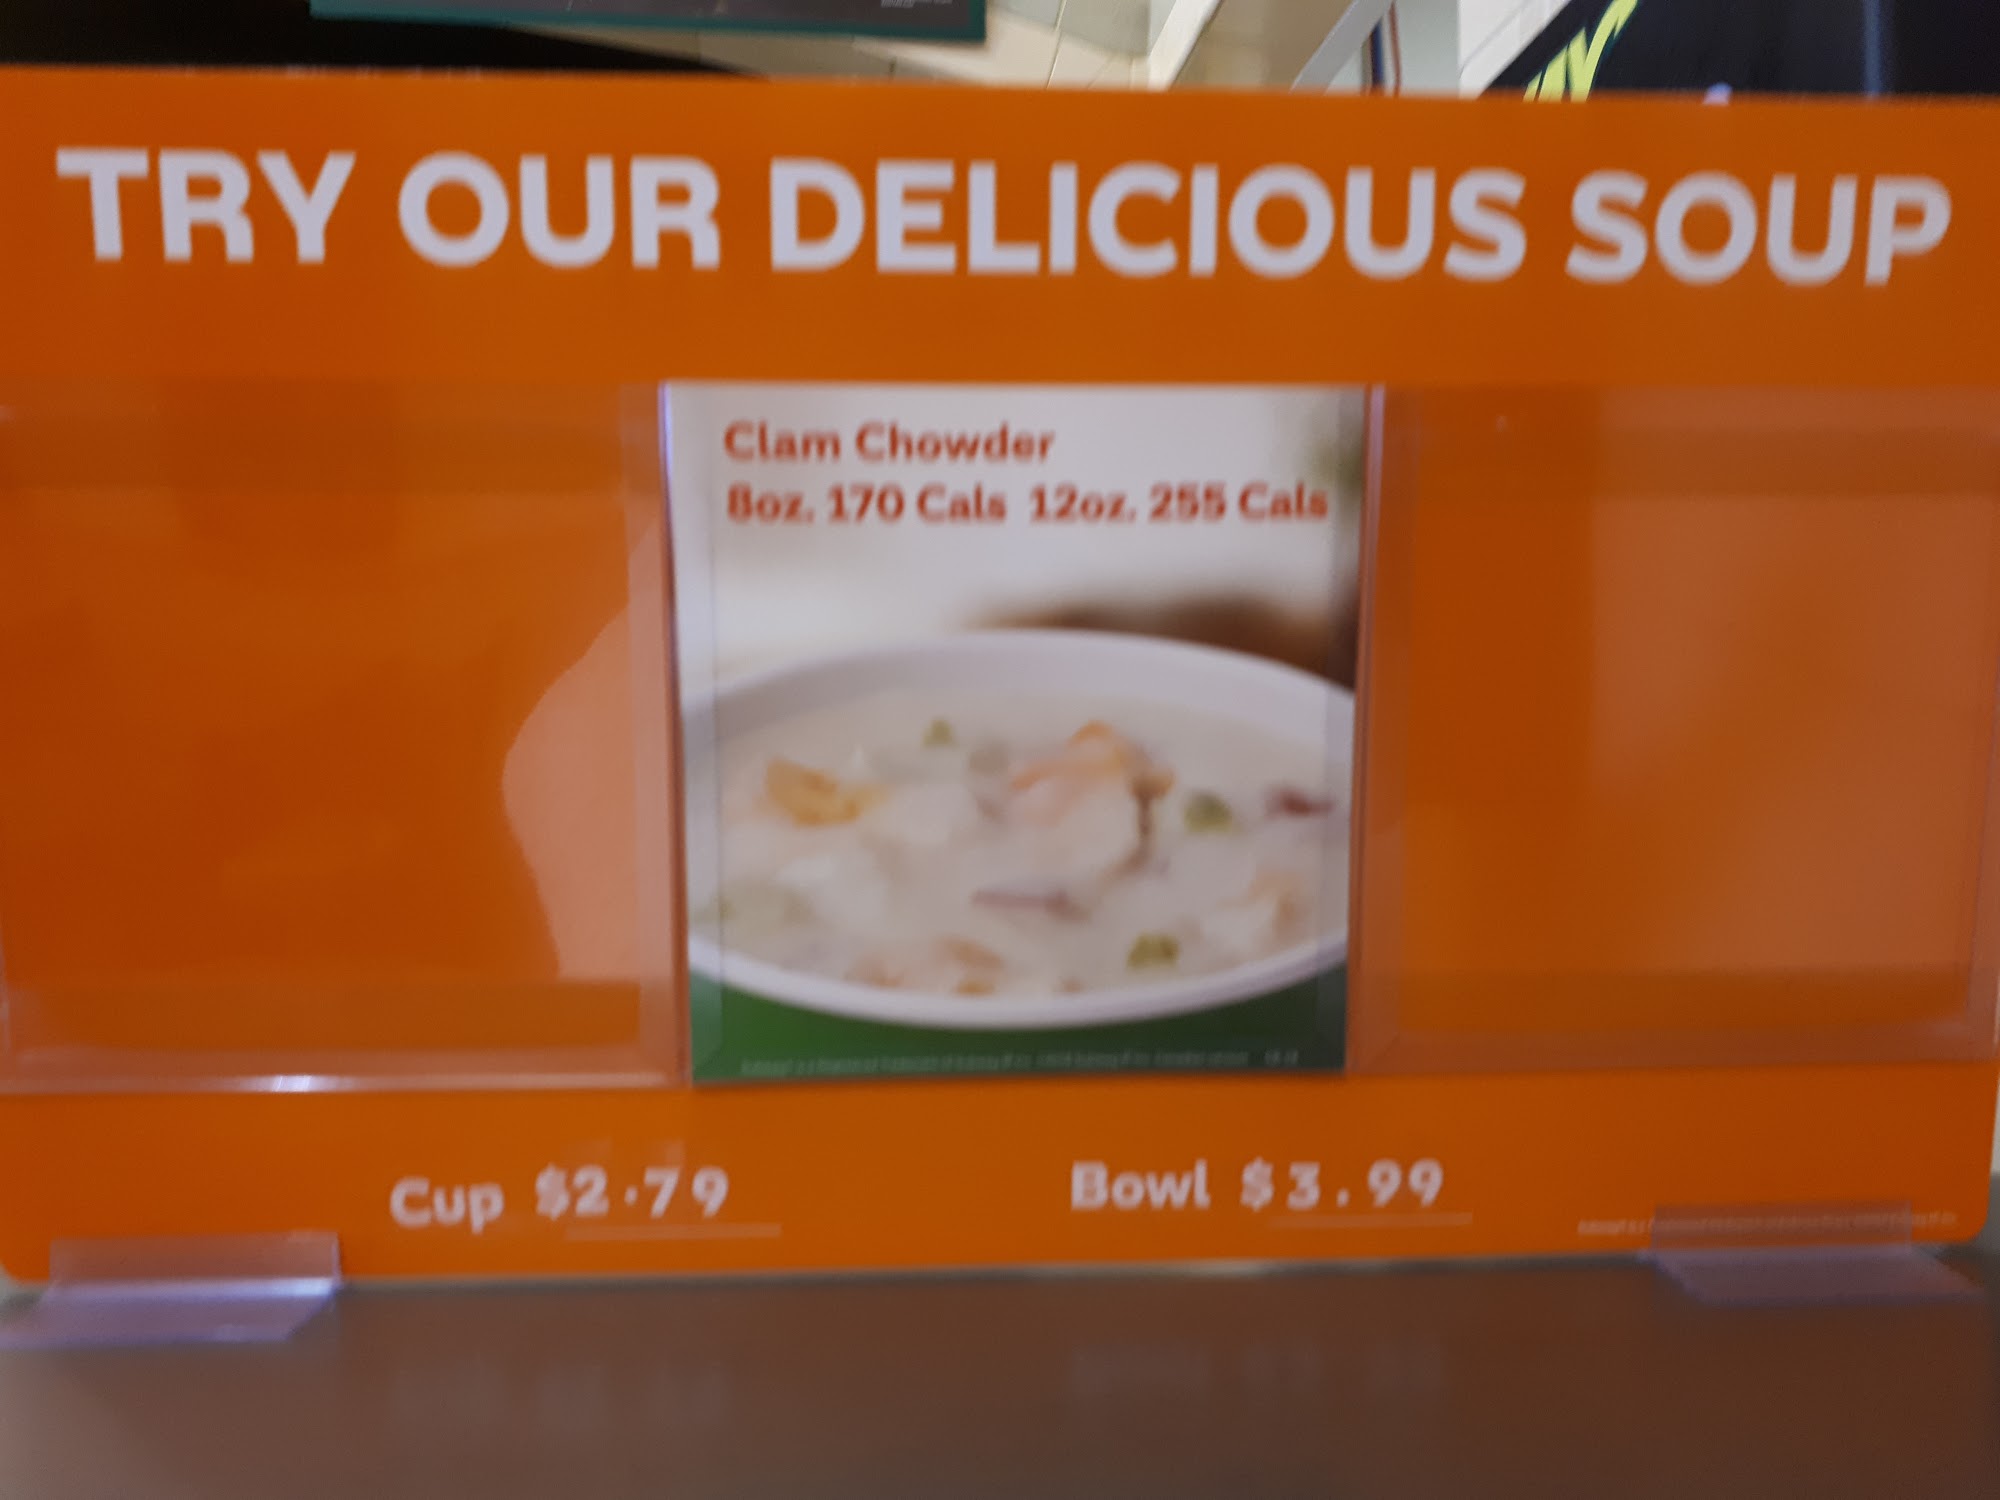 TRY OUR DELICIOUS SOUP
Clam Chowder
8oz. 170 Cals 12oz. 255 Cals
Cup $2.79
Bowl $3.99